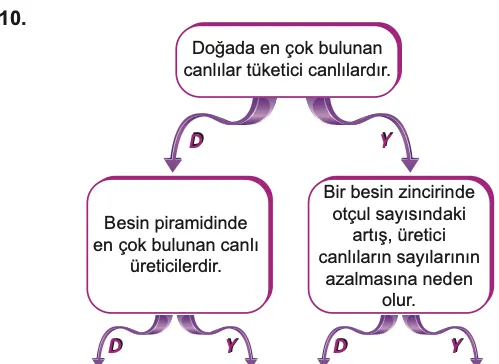 10.
Doğada en çok bulunan
canlılar tüketici canlılardır.
D
Y
Besin piramidinde
en çok bulunan canlı
üreticilerdir.
Bir besin zincirinde
otçul sayısındaki
artış, üretici
canlıların sayılarının
azalmasına neden
olur.
D
Y
D
Y